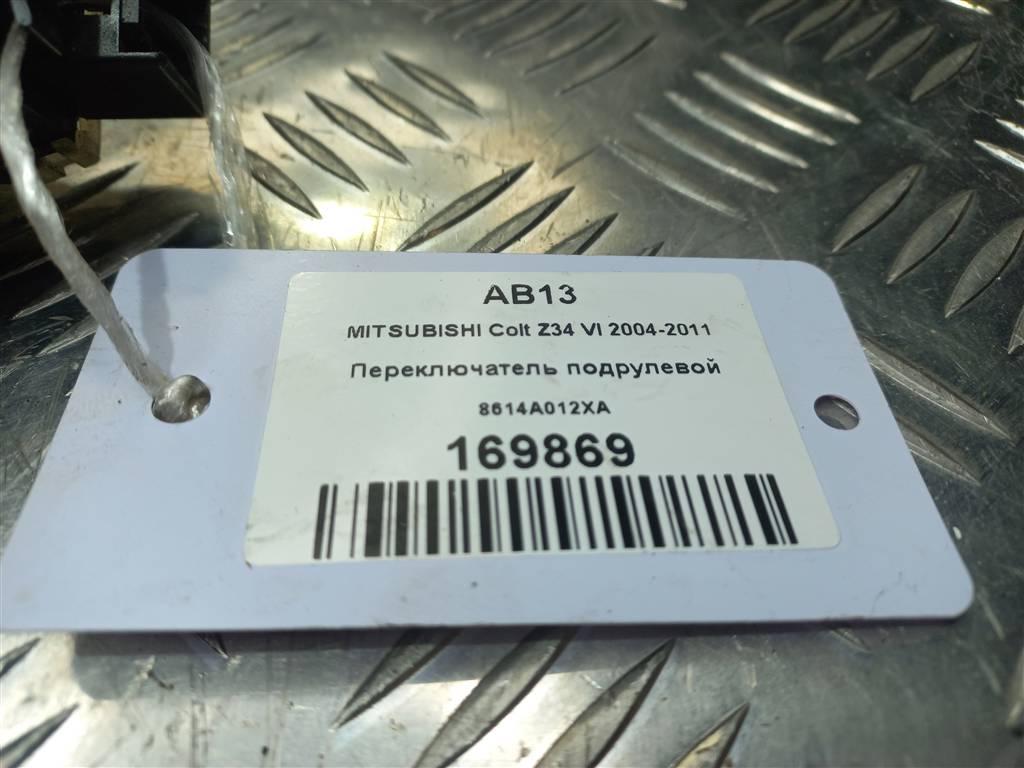 AB13
MITSUBISHI Colt Z34 VI 2004-2011
Переключатель подрулевой
8614A012XA
169869